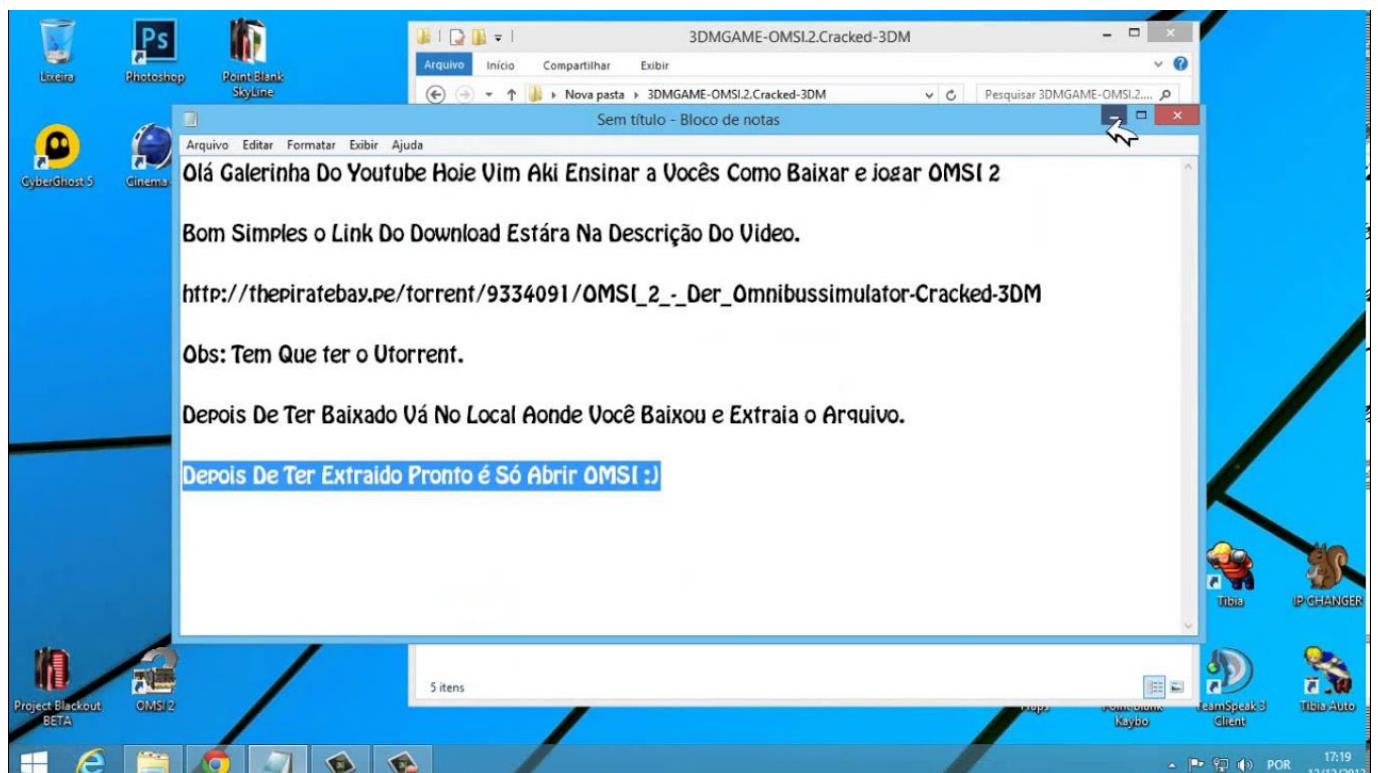 Lixeira
Photoshop
Point Blank
SkyLine
3DMGAME-OMSI.2.Cracked-3DM
Arquivo Início Compartilhar Exibir
Nova pasta 3DMGAME-OMSI.2.Cracked-3DM
Pesquisar 3DMGAME-OMSI.2....
Sem título - Bloco de notas
Arquivo Editar Formatar Exibir Ajuda
CyberGhost 5
Cinema
Olá Galerinha Do Youtube Hoje Vim Aki Ensinar a Vocês Como Baixar e jogar OMSI 2
Bom Simples o Link Do Download Estára Na Descrição Do Video.
http://thepiratebay.pe/torrent/9334091/OMSI_2_-_Der_Omnibussimulator-Cracked-3DM
Obs: Tem Que ter o Utorrent.
Depois De Ter Baixado Vá No Local Aonde Você Baixou e Extraia o Arquivo.
Depois De Ter Extraido Pronto é Só Abrir OMSI :)
Tibia
IP CHANGER
5 itens
Project Blackout
BETA
OMSI 2
Point Blank
Kaybo
TeamSpeak 3
Client
Tibia Auto
POR
17:19